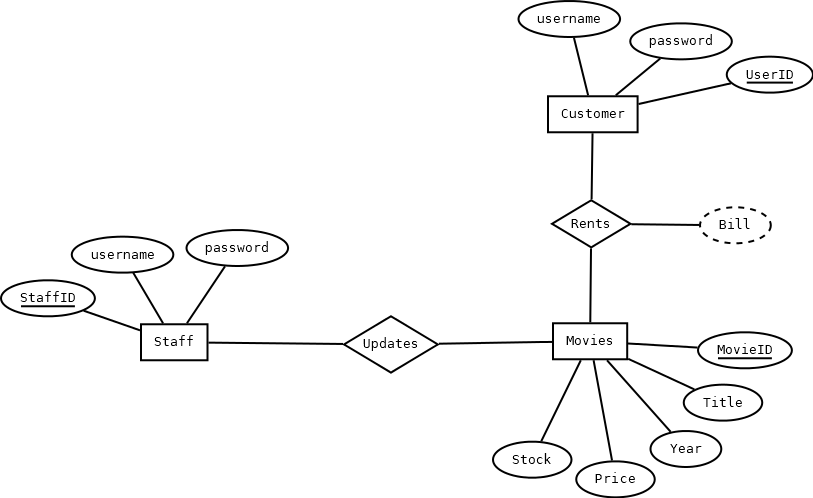 username
password
UserID
Customer
Rents
Bill
password
username
StaffID
Staff
Updates
Movies
MovieID
Title
Year
Stock
Price